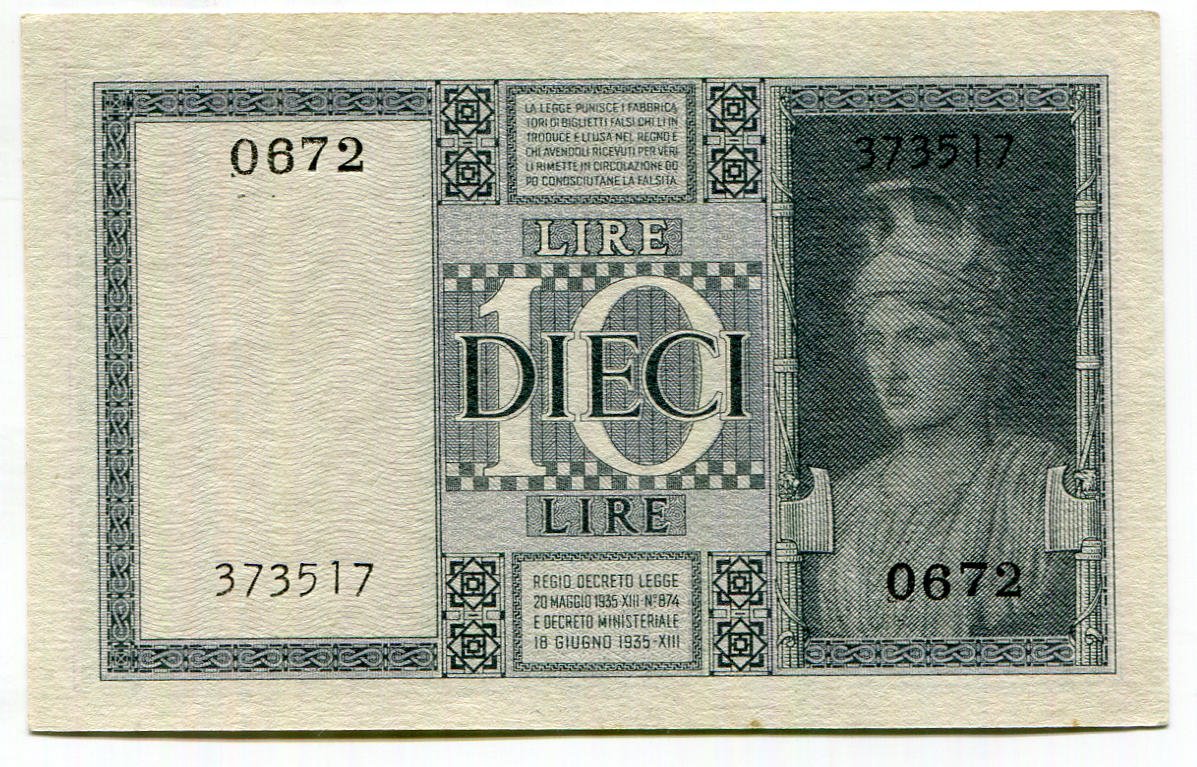 0672
373517
LA LEGGE PUNISCE I FABBRICA
TORI DI BIGLIETTI FALSI CHI LI IN
TRODUCE E LI USA NEL REGNO E
CHI AVENDOLI RICEVUTI PER VERI
LI RIMETTE IN CIRCOLAZIONE DO
PO CONOSCIUTANE LA FALSITÀ
LIRE
10
DIECI
LIRE
REGIO DECRETO LEGGE
20 MAGGIO 1935-XIII N° 874
E DECRETO MINISTERIALE
18 GIUGNO 1935-XIII
373517
0672